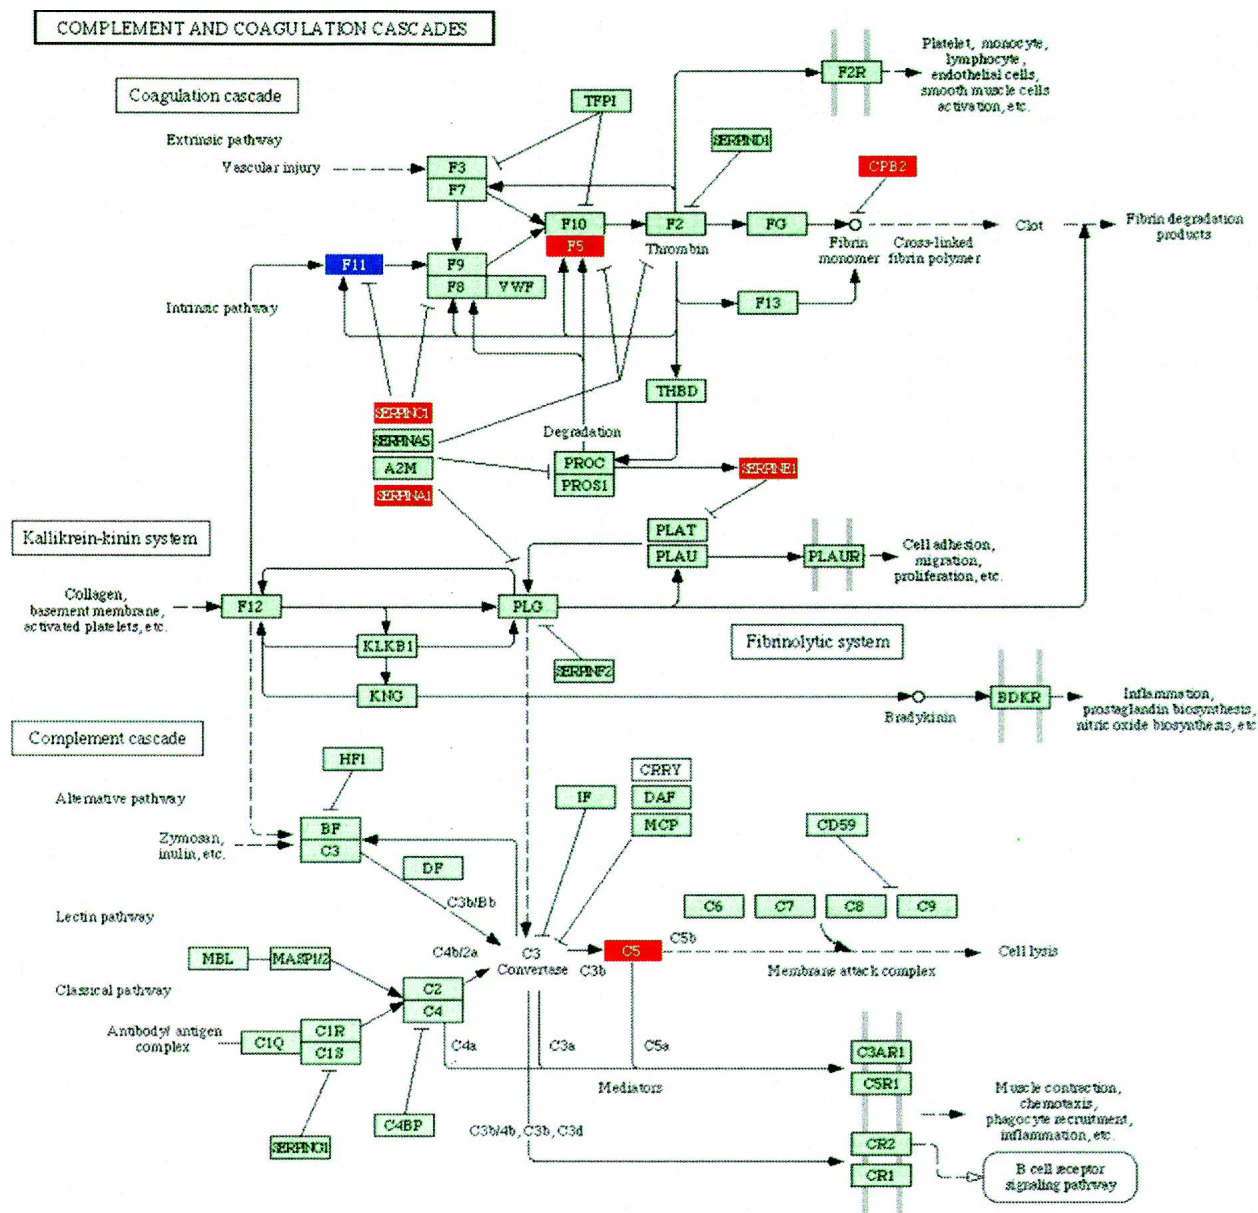 COMPLEMENT AND COAGULATION CASCADES
Coagulation cascade
Extrinsic pathway
Vascular injury
TFPI
F3
F7
F2R
Platelet, monocyte,
lymphocyte,
endothelial cells,
smooth muscle cells
activation, etc.
SERPIND1
CPB2
F10
F5
F2
Thrombin
FG
Fibrin
monomer
Cross-linked
fibrin polymer
Clot
Fibrin degradation
products
F11
F9
F8
VWF
F13
Intrinsic pathway
THBD
SERPINC1
SERPINA5
A2M
SERPINA1
Degradation
PROC
PROS1
SERPINE1
PLAT
PLAU
PLAUR
Cell adhesion,
migration,
proliferation, etc.
Kallikrein-kinin system
Collagen,
basement membrane,
activated platelets, etc.
F12
PLG
KLKB1
KNG
SERPINF2
Fibrinolytic system
Bradykinin
BDKR
Inflammation,
prostaglandin biosynthesis,
nitric oxide biosynthesis, etc
Complement cascade
HF1
Alternative pathway
Zymosan,
inulin, etc.
BF
C3
DF
C3b/Bb
IF
CRRY
DAF
MCP
CD59
C6
C7
C8
C9
Lectin pathway
MBL
MASP1/2
C4b/2a
C3
Convertase
C3b
C5
C5b
Membrane attack complex
Cell lysis
Classical pathway
C2
C4
Antibody/ antigen
complex
C1Q
C1R
C1S
C4a
C3a
C5a
Mediators
C3AR1
C5R1
Muscle contraction,
chemotaxis,
phagocyte recruitment,
inflammation, etc.
SERPING1
C4BP
C3b/4b, C3b, C3d
CR2
CR1
B cell receptor
signaling pathway